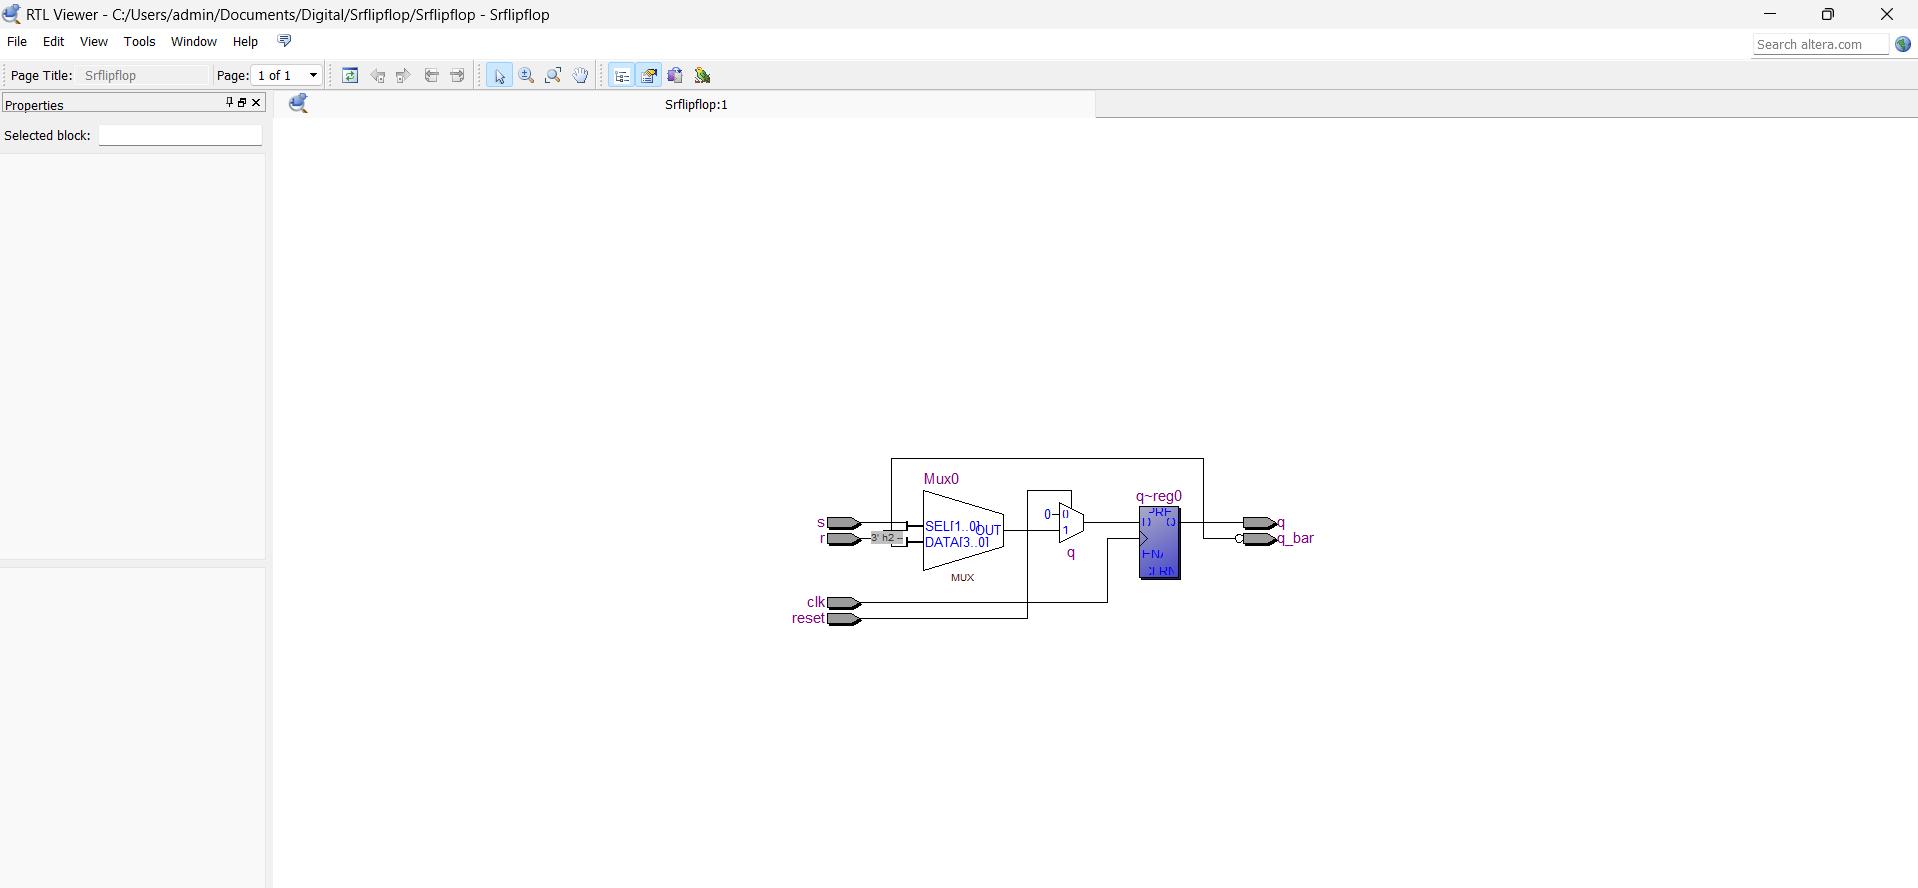 RTL Viewer - C:/Users/admin/Documents/Digital/Srflipflop/Srflipflop - Srflipflop
File Edit View Tools Window Help
Search altera.com
Page Title: Srflipflop Page: 1 of 1
Properties
Srflipflop:1
Selected block:
Mux0
q~reg0
s
SEL[1..0]
OUT
0
0
PRE
D Q
q
r
3' h2 --
DATA[3..0]
1
q_bar
q
ENA
MUX
CLRN
clk
reset